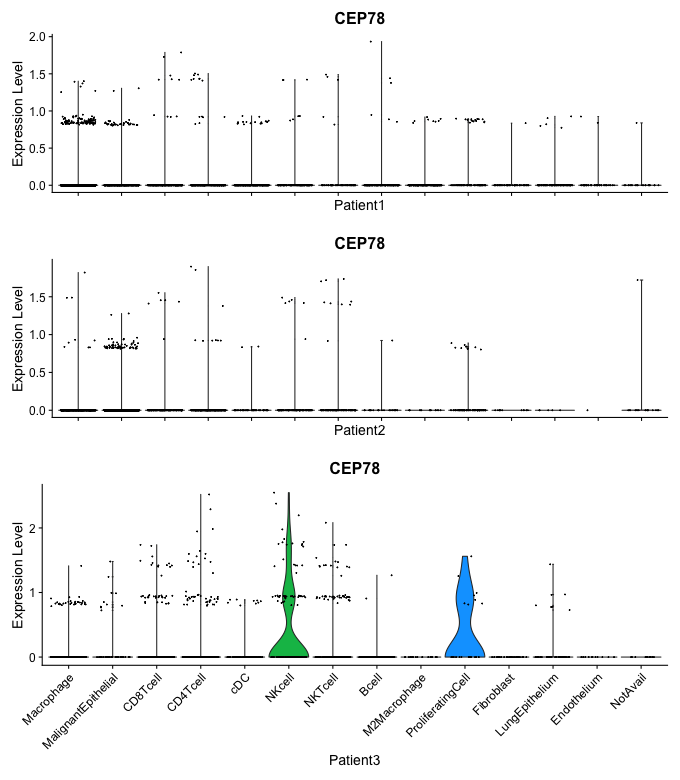 CEP78
Expression Level
2.0
1.5
1.0
0.5
0.0
Patient1
CEP78
Expression Level
1.5
1.0
0.5
0.0
Patient2
CEP78
Expression Level
2
1
0
Macrophage
MalignantEpithelial
CD8Tcell
CD4Tcell
cDC
NKcell
NKTcell
Bcell
M2Macrophage
ProliferatingCell
Fibroblast
LungEpithelium
Endothelium
NotAvail
Patient3